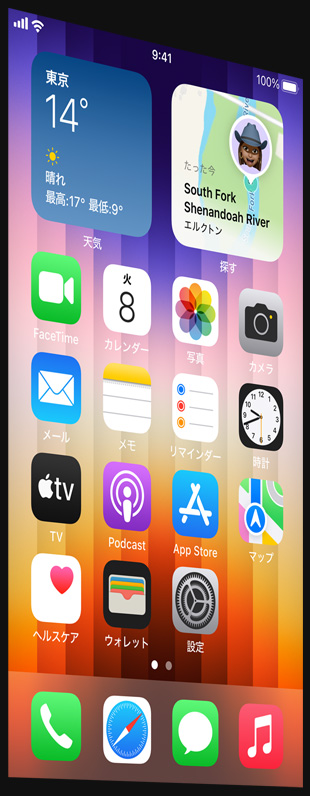 9:41
100%
東京
14°
晴れ
最高:17° 最低:9°
天気
たった今
South Fork
Shenandoah River
エルクトン
探す
FaceTime
火
8
カレンダー
写真
カメラ
メール
メモ
リマインダー
時計
tv
TV
Podcast
App Store
マップ
ヘルスケア
ウォレット
設定